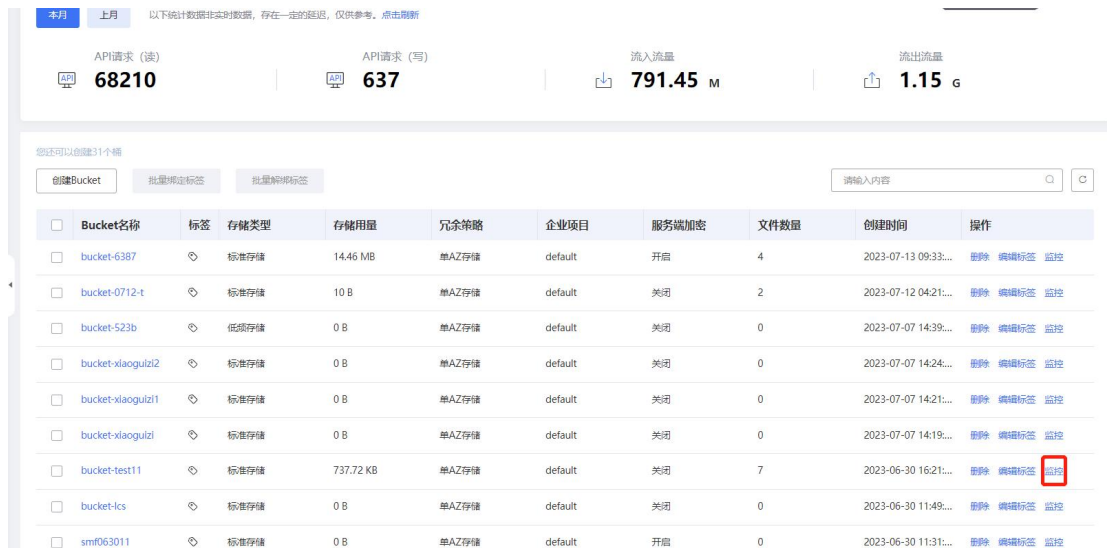 本月 上月 以下统计数据非实时数据，存在一定的延迟，仅供参考。点击刷新
API请求（读） API请求（写） 流入流量 流出流量
API 68210 API 637 791.45 M 1.15 G
您还可以创建31个桶
创建Bucket 批量绑定标签 批量解绑标签 请输入内容
Bucket名称 标签 存储类型 存储用量 冗余策略 企业项目 服务端加密 文件数量 创建时间 操作
bucket-6387 标准存储 14.46 MB 单AZ存储 default 开启 4 2023-07-13 09:33:... 删除 编辑标签 监控
bucket-0712-t 标准存储 10 B 单AZ存储 default 关闭 2 2023-07-12 04:21:... 删除 编辑标签 监控
bucket-523b 低频存储 0 B 单AZ存储 default 关闭 0 2023-07-07 14:39:... 删除 编辑标签 监控
bucket-xiaoguizi2 标准存储 0 B 单AZ存储 default 关闭 0 2023-07-07 14:24:... 删除 编辑标签 监控
bucket-xiaoguizi1 标准存储 0 B 单AZ存储 default 关闭 0 2023-07-07 14:21:... 删除 编辑标签 监控
bucket-xiaoguizi 标准存储 0 B 单AZ存储 default 关闭 0 2023-07-07 14:19:... 删除 编辑标签 监控
bucket-test11 标准存储 737.72 KB 单AZ存储 default 关闭 7 2023-06-30 16:21:... 删除 编辑标签 监控
bucket-lcs 标准存储 0 B 单AZ存储 default 关闭 0 2023-06-30 11:49:... 删除 编辑标签 监控
smf063011 标准存储 0 B 单AZ存储 default 开启 0 2023-06-30 11:31:... 删除 编辑标签 监控